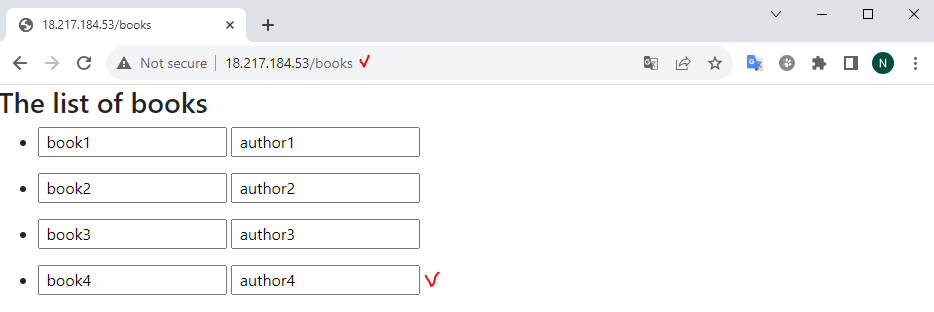 18.217.184.53/books
Not secure | 18.217.184.53/books
N
The list of books
book1 author1
book2 author2
book3 author3
book4 author4